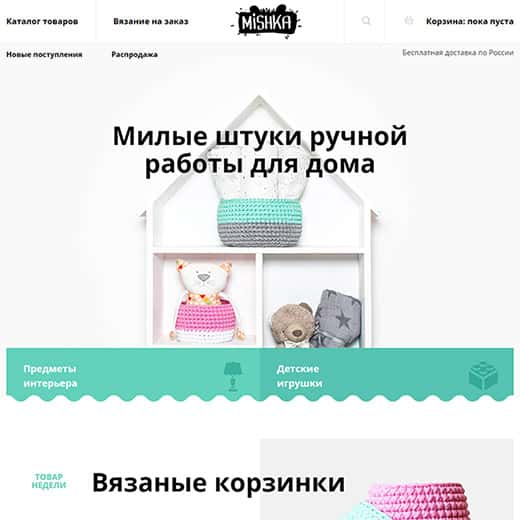 Каталог товаров
Вязание на заказ
MiSHKA
Корзина: пока пуста
Новые поступления
Распродажа
Бесплатная доставка по России
Милые штуки ручной
работы для дома
Предметы
интерьера
Детские
игрушки
ТОВАР
НЕДЕЛИ
Вязаные корзинки